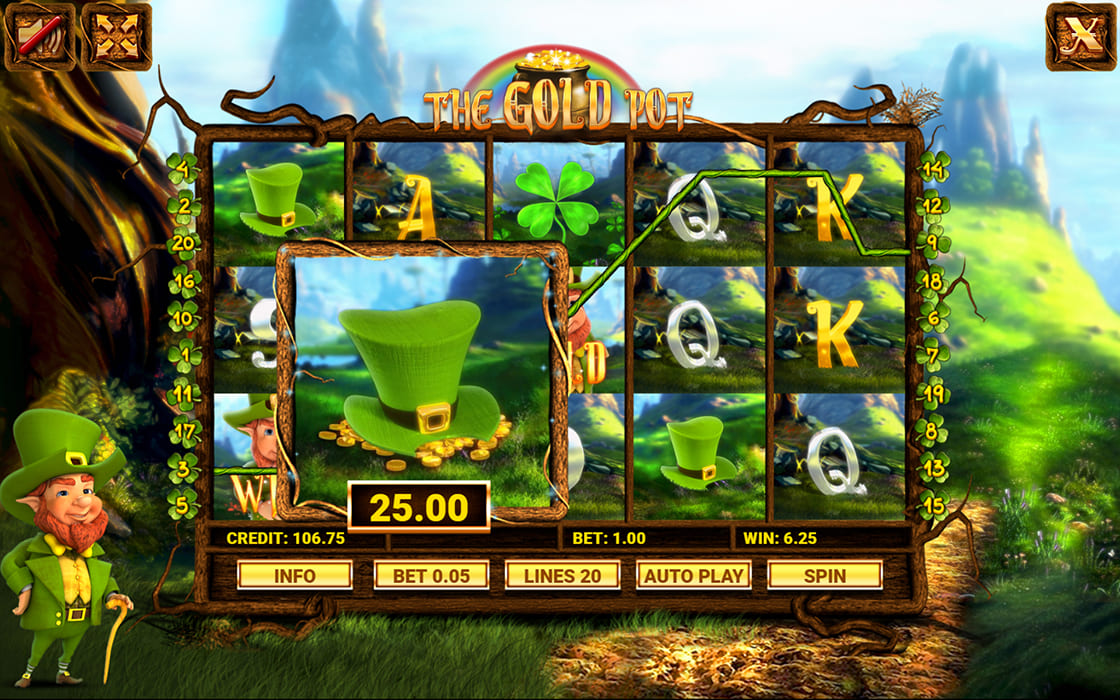 X
THE GOLD POT
A
Q
K
4
2
20
16
10
1
11
17
3
5
14
12
9
18
6
7
19
8
13
15
Q
K
Q
25.00
CREDIT: 106.75
BET: 1.00
WIN: 6.25
INFO
BET 0.05
LINES 20
AUTO PLAY
SPIN